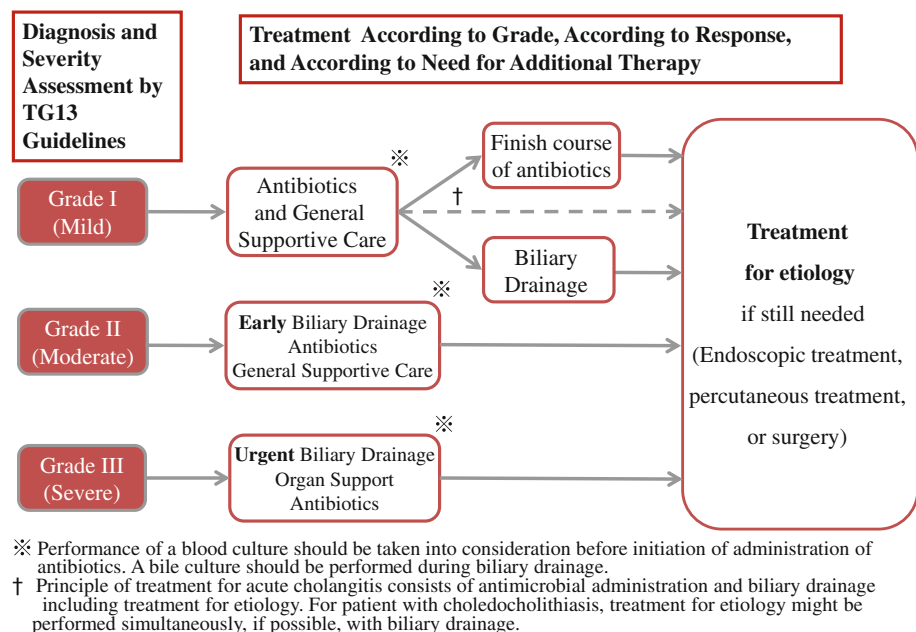 Diagnosis and
Severity
Assessment by
TG13
Guidelines
Treatment According to Grade, According to Response,
and According to Need for Additional Therapy
Grade I
(Mild)
Antibiotics
and General
Supportive Care
※
†
Finish course
of antibiotics
Biliary
Drainage
Grade II
(Moderate)
Early Biliary Drainage
Antibiotics
General Supportive Care
※
Grade III
(Severe)
Urgent Biliary Drainage
Organ Support
Antibiotics
※
Treatment
for etiology
if still needed
(Endoscopic treatment,
percutaneous treatment,
or surgery)
※ Performance of a blood culture should be taken into consideration before initiation of administration of
antibiotics. A bile culture should be performed during biliary drainage.
† Principle of treatment for acute cholangitis consists of antimicrobial administration and biliary drainage
including treatment for etiology. For patient with choledocholithiasis, treatment for etiology might be
performed simultaneously, if possible, with biliary drainage.